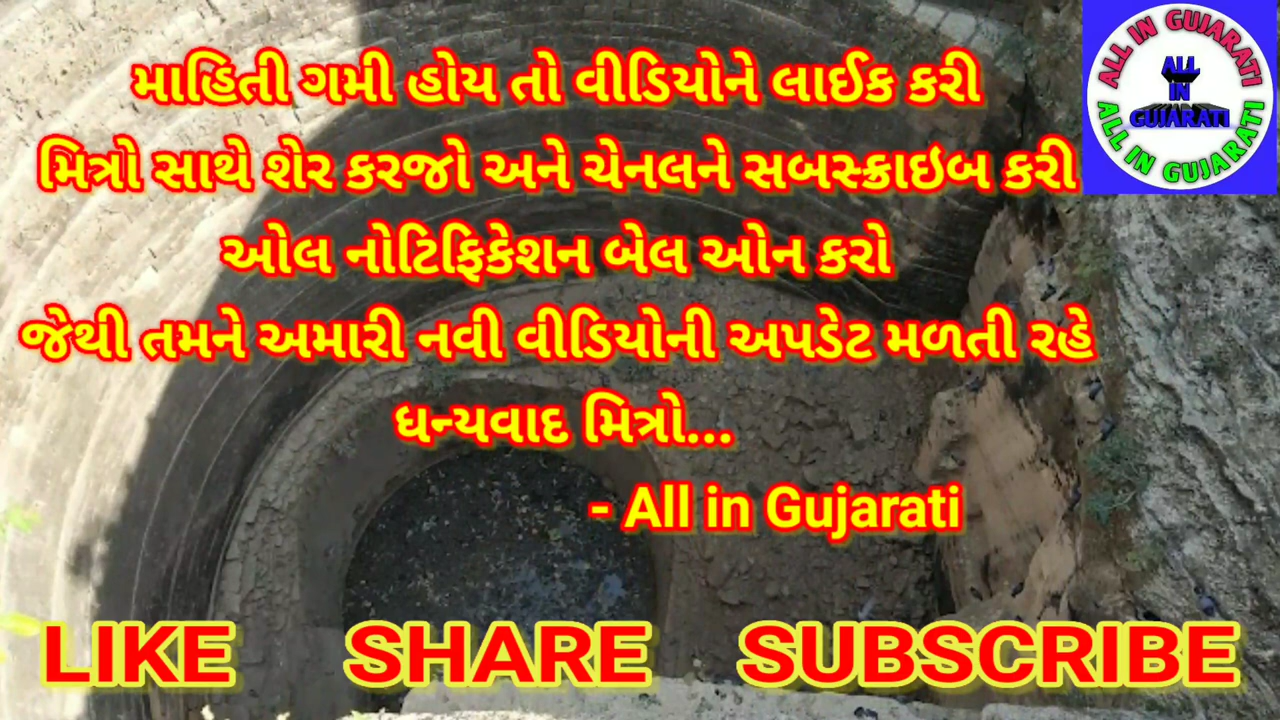 માહિતી ગમી હોય તો વીડિયોને લાઈક કરી
મિત્રો સાથે શેર કરજો અને ચેનલને સબસ્ક્રાઇબ કરી
ઓલ નોટિફિકેશન બેલ ઓન કરો
જેથી તમને અમારી નવી વીડિયોની અપડેટ મળતી રહે
ધન્યવાદ મિત્રો...
- All in Gujarati
LIKE SHARE SUBSCRIBE
ALL IN GUJARATI
ALL
IN
GUJARATI
ALL IN GUJARATI